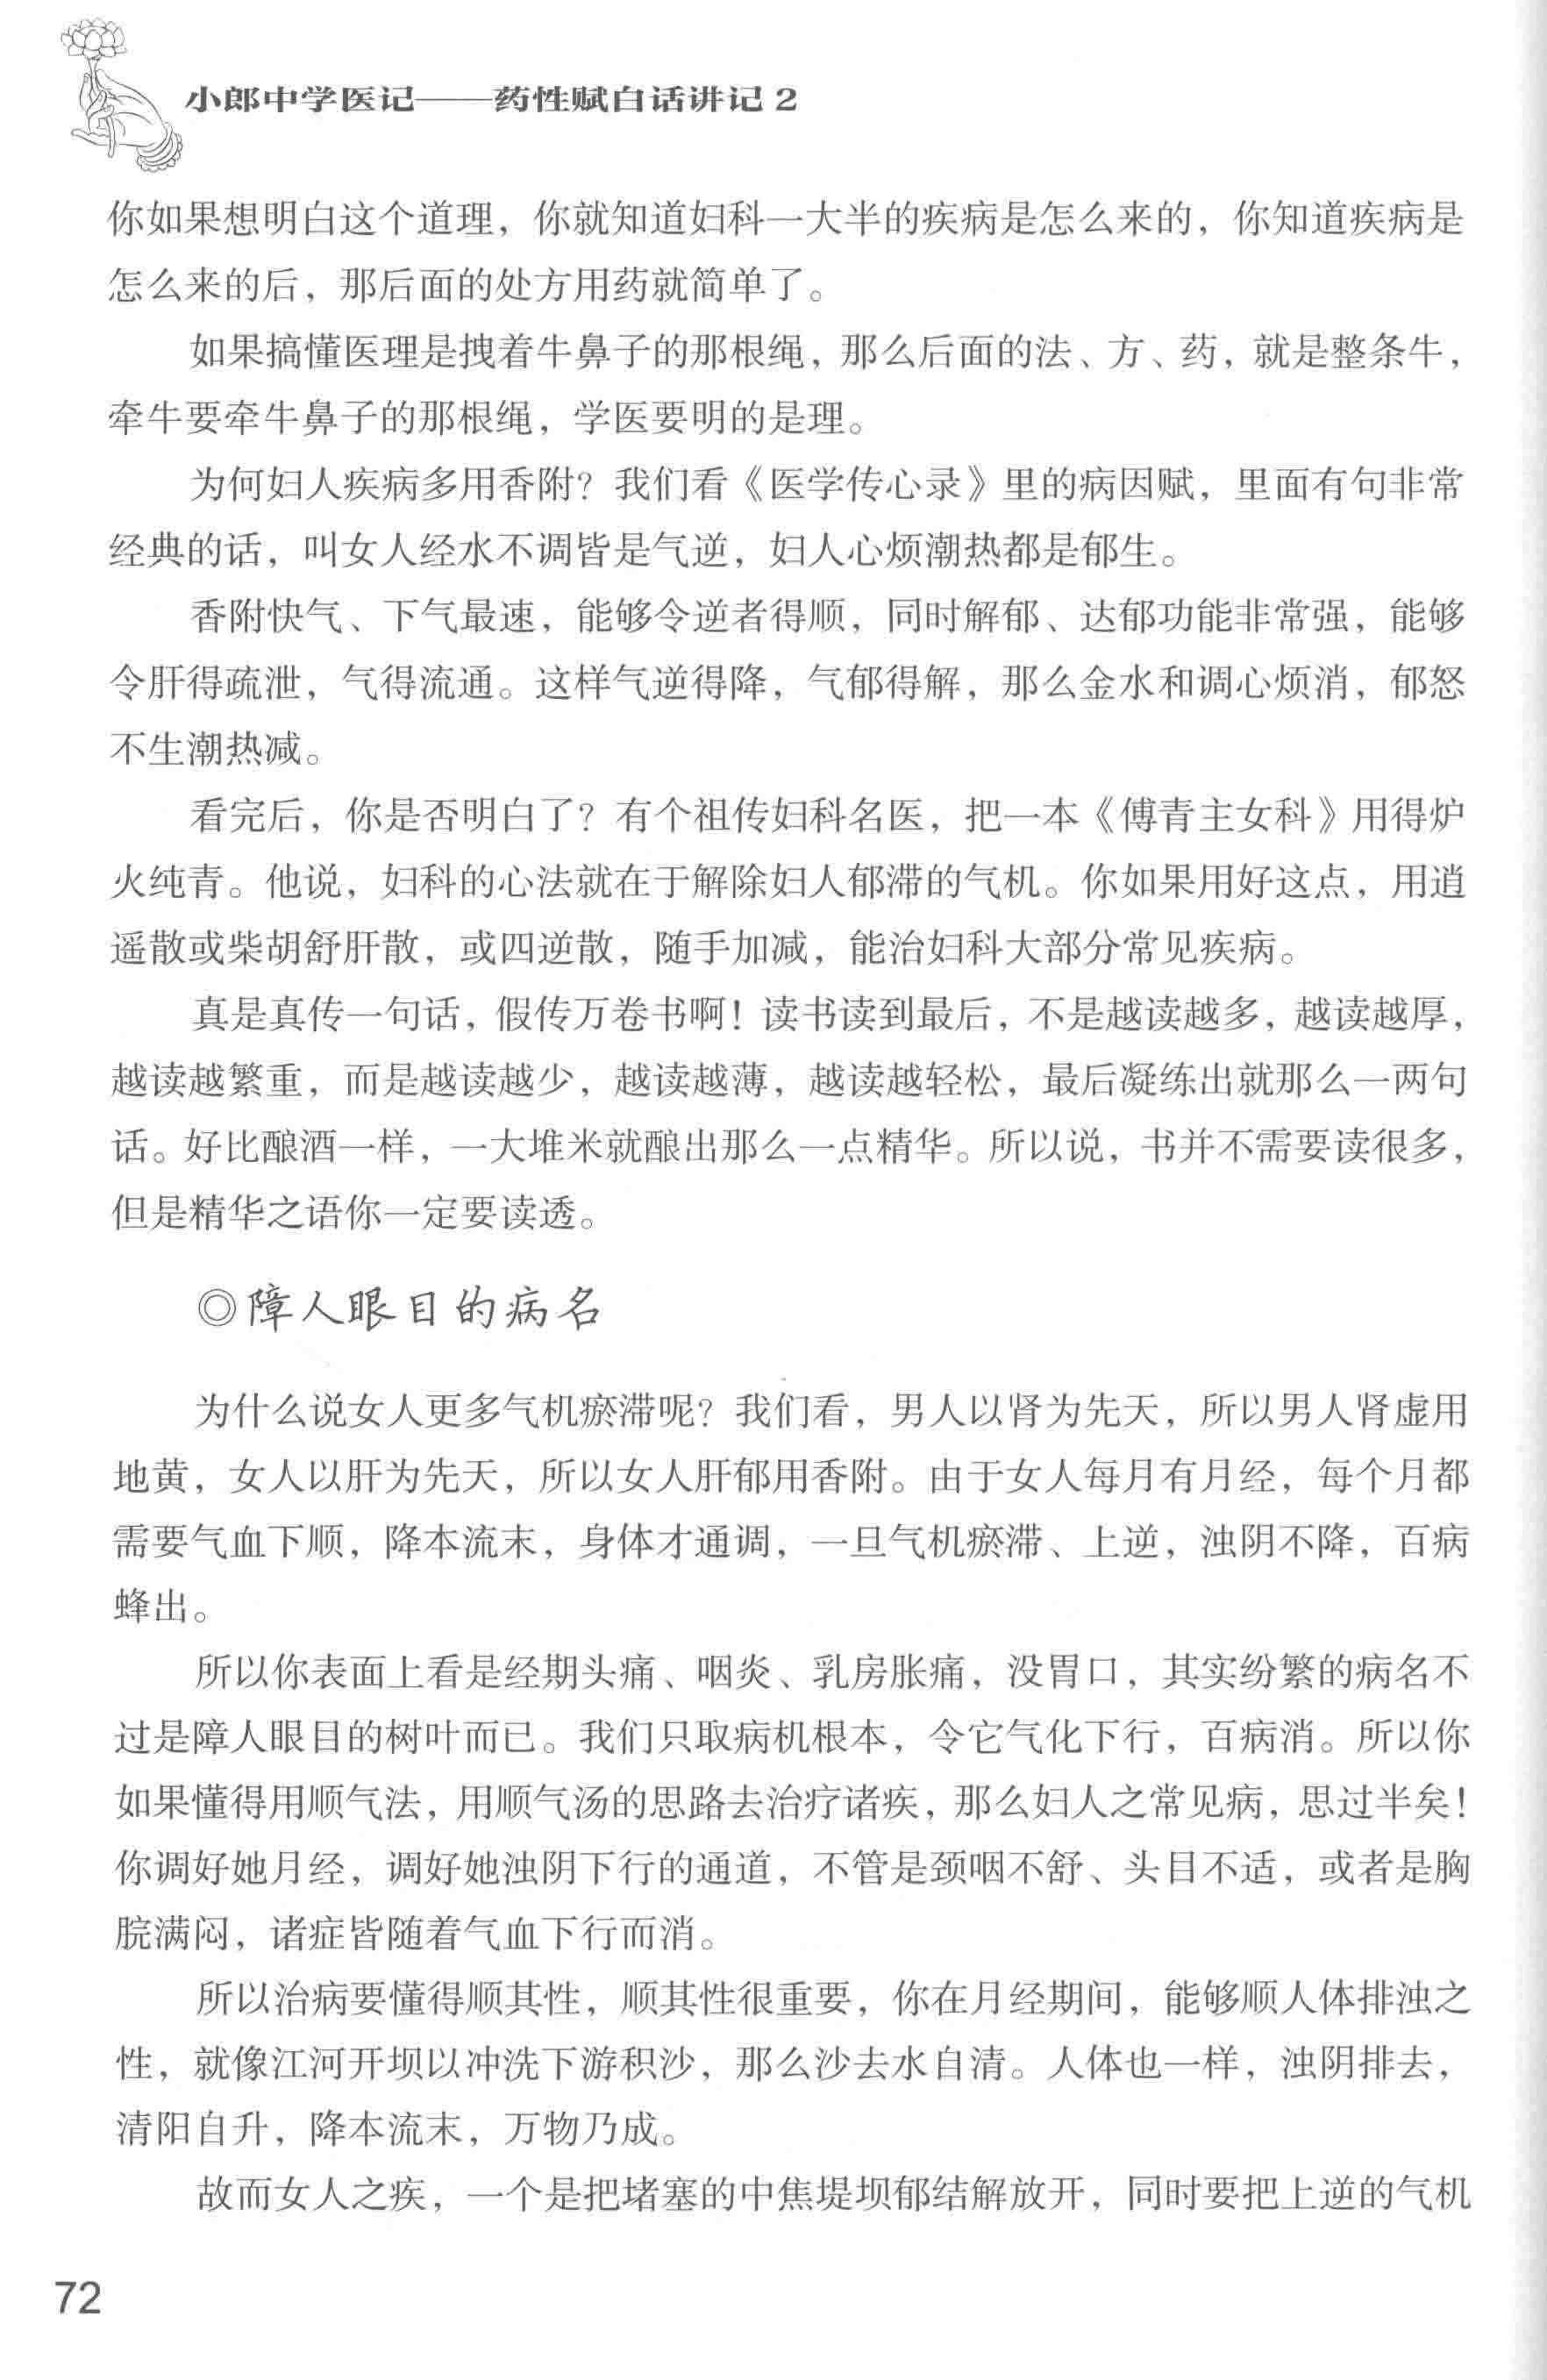 小郎中学医记——药性赋白话讲记 2
你如果想明白这个道理，你就知道妇科一大半的疾病是怎么来的，你知道疾病是
怎么来的后，那后面的处方用药就简单了。
如果搞懂医理是拽着牛鼻子的那根绳，那么后面的法、方、药，就是整条牛，
牵牛要牵牛鼻子的那根绳，学医要明的是理。
为何妇人疾病多用香附？我们看《医学传心录》里的病因赋，里面有句非常
经典的话，叫女人经水不调皆是气逆，妇人心烦潮热都是郁生。
香附快气、下气最速，能够令逆者得顺，同时解郁、达郁功能非常强，能够
令肝得疏泄，气得流通。这样气逆得降，气郁得解，那么金水和调心烦消，郁怒
不生潮热减。
看完后，你是否明白了？有个祖传妇科名医，把一本《傅青主女科》用得炉
火纯青。他说，妇科的心法就在于解除妇人郁滞的气机。你如果用好这点，用逍
遥散或柴胡舒肝散，或四逆散，随手加减，能治妇科大部分常见疾病。
真是真传一句话，假传万卷书啊！读书读到最后，不是越读越多，越读越厚，
越读越繁重，而是越读越少，越读越薄，越读越轻松，最后凝练出就那么一两句
话。好比酿酒一样，一大堆米就酿出那么一点精华。所以说，书并不需要读很多，
但是精华之语你一定要读透。
◎障人眼目的病名
为什么说女人更多气机瘀滞呢？我们看，男人以肾为先天，所以男人肾虚用
地黄，女人以肝为先天，所以女人肝郁用香附。由于女人每月有月经，每个月都
需要气血下顺，降本流末，身体才通调，一旦气机瘀滞、上逆，浊阴不降，百病
蜂出。
所以你表面上看是经期头痛、咽炎、乳房胀痛，没胃口，其实纷繁的病名不
过是障人眼目的树叶而已。我们只取病机根本，令它气化下行，百病消。所以你
如果懂得用顺气法，用顺气汤的思路去治疗诸疾，那么妇人之常见病，思过半矣！
你调好她月经，调好她浊阴下行的通道，不管是颈咽不舒、头目不适，或者是胸
脘满闷，诸症皆随着气血下行而消。
所以治病要懂得顺其性，顺其性很重要，你在月经期间，能够顺人体排浊之
性，就像江河开坝以冲洗下游积沙，那么沙去水自清。人体也一样，浊阴排去，
清阳自升，降本流末，万物乃成。
故而女人之疾，一个是把堵塞的中焦堤坝郁结解放开，同时要把上逆的气机
72